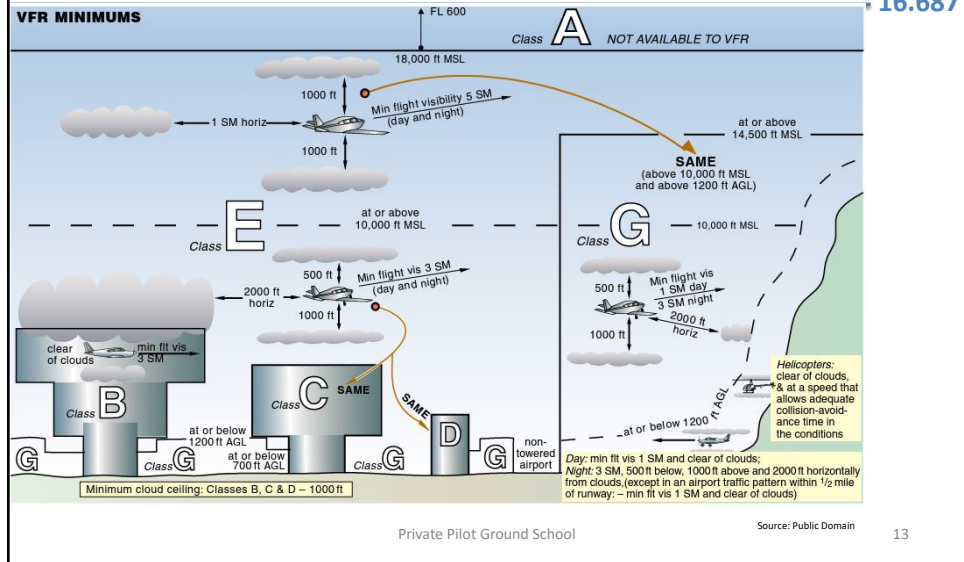 16.687
VFR MINIMUMS
FL 600
Class A NOT AVAILABLE TO VFR
18,000 ft MSL
1000 ft
Min flight visibility 5 SM
(day and night)
1 SM horiz
1000 ft
at or above
14,500 ft MSL
SAME
(above 10,000 ft MSL
and above 1200 ft AGL)
Class E
at or above
10,000 ft MSL
Class G
10,000 ft MSL
500 ft
Min flight vis 3 SM
(day and night)
2000 ft
horiz
1000 ft
500 ft
Min flight vis
1 SM day
3 SM night
2000 ft
horiz
1000 ft
clear
of clouds
min flt vis
3 SM
Class B
Class C
SAME
SAME
D
Helicopters:
clear of clouds,
& at a speed that
allows adequate
collision-avoid-
ance time in
the conditions
at or below 1200 ft AGL
at or below
1200 ft AGL
at or below
700 ft AGL
G
Class G
Class G
G
non-
towered
airport
Minimum cloud ceiling: Classes B, C & D – 1000 ft
Day: min flt vis 1 SM and clear of clouds;
Night: 3 SM, 500 ft below, 1000 ft above and 2000 ft horizontally
from clouds,(except in an airport traffic pattern within 1/2 mile
of runway: – min flt vis 1 SM and clear of clouds)
Private Pilot Ground School
Source: Public Domain
13